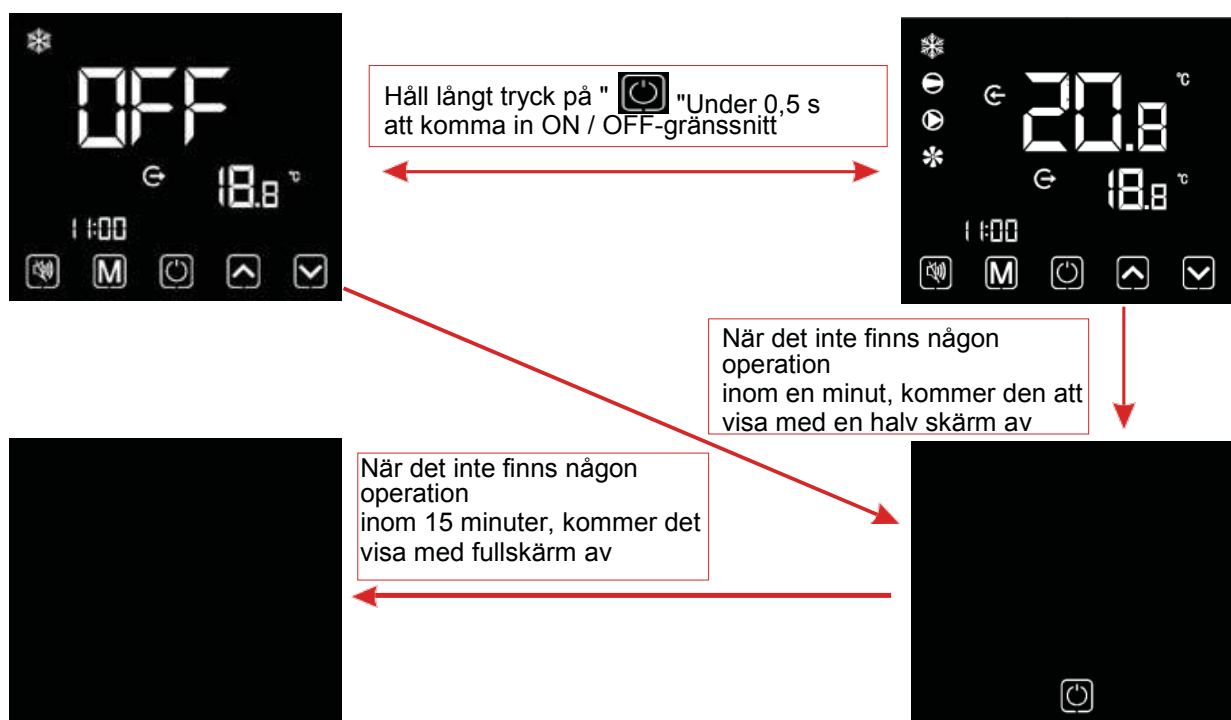 OFF
18.8 °C
11:00
M
Håll långt tryck på " "Under 0,5 s
att komma in ON / OFF-gränssnitt
20.8 °C
18.8 °C
11:00
M
När det inte finns någon
operation
inom en minut, kommer den att
visa med en halv skärm av
När det inte finns någon
operation
inom 15 minuter, kommer det
visa med fullskärm av